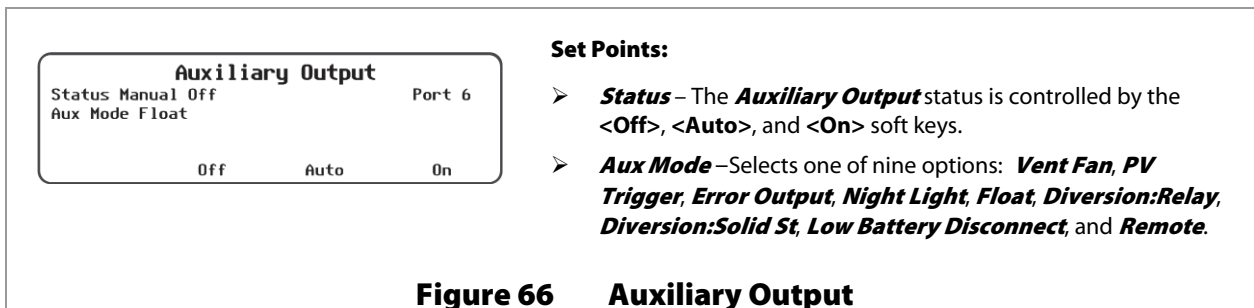 Auxiliary Output
Status Manual Off Port 6
Aux Mode Float
Off Auto On
Set Points:
➢ Status – The Auxiliary Output status is controlled by the
<Off>, <Auto>, and <On> soft keys.
➢ Aux Mode –Selects one of nine options: Vent Fan, PV
Trigger, Error Output, Night Light, Float, Diversion:Relay,
Diversion:Solid St, Low Battery Disconnect, and Remote.
Figure 66 Auxiliary Output